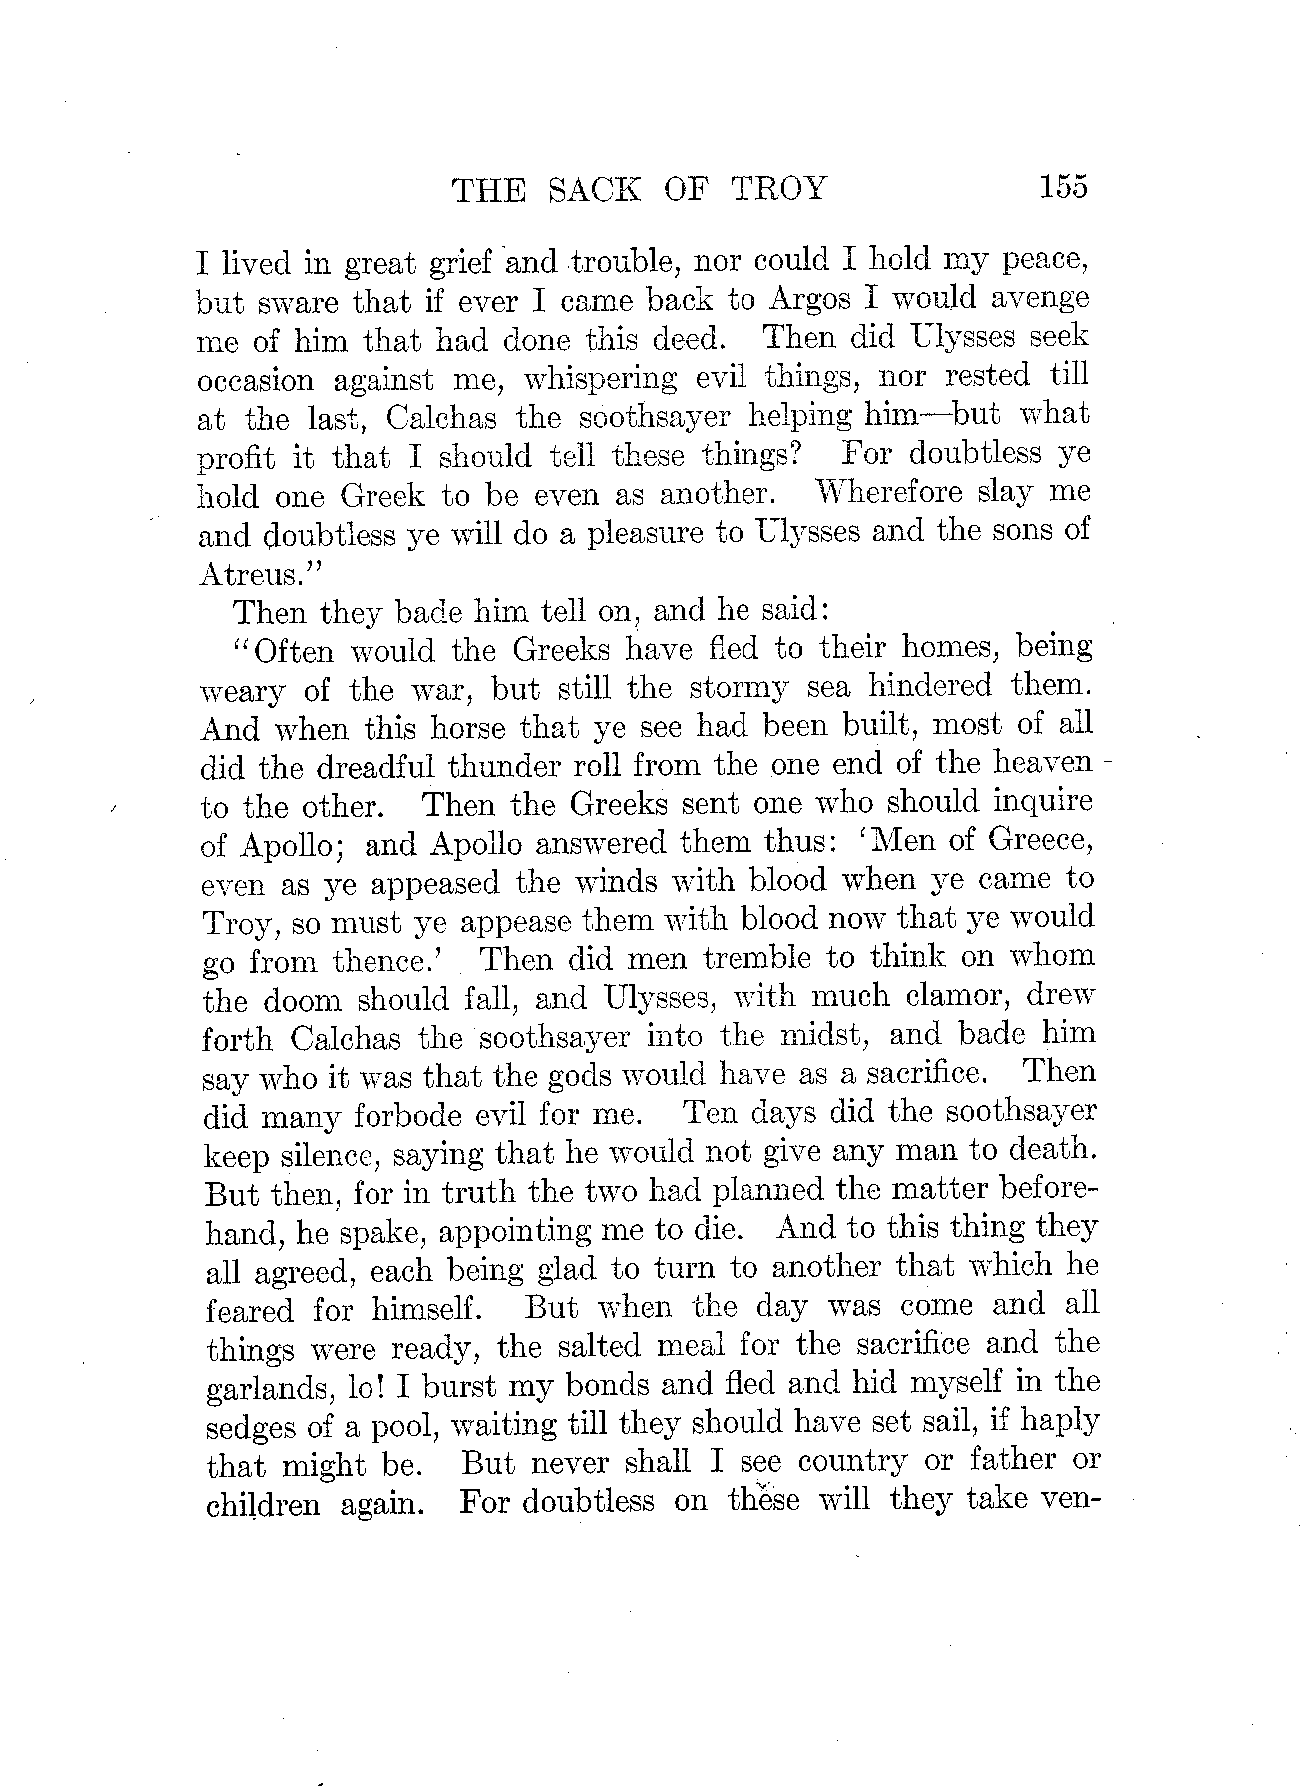 THE SACK OF TROY 155
I lived in great grief and trouble, nor could I hold my peace,
but sware that if ever I came back to Argos I would avenge
me of him that had done this deed. Then did Ulysses seek
occasion against me, whispering evil things, nor rested till
at the last, Calchas the soothsayer helping him—but what
profit it that I should tell these things? For doubtless ye
hold one Greek to be even as another. Wherefore slay me
and doubtless ye will do a pleasure to Ulysses and the sons of
Atreus."
Then they bade him tell on, and he said:
"Often would the Greeks have fled to their homes, being
weary of the war, but still the stormy sea hindered them.
And when this horse that ye see had been built, most of all
did the dreadful thunder roll from the one end of the heaven
to the other. Then the Greeks sent one who should inquire
of Apollo; and Apollo answered them thus: 'Men of Greece,
even as ye appeased the winds with blood when ye came to
Troy, so must ye appease them with blood now that ye would
go from thence.' Then did men tremble to think on whom
the doom should fall, and Ulysses, with much clamor, drew
forth Calchas the soothsayer into the midst, and bade him
say who it was that the gods would have as a sacrifice. Then
did many forbode evil for me. Ten days did the soothsayer
keep silence, saying that he would not give any man to death.
But then, for in truth the two had planned the matter before-
hand, he spake, appointing me to die. And to this thing they
all agreed, each being glad to turn to another that which he
feared for himself. But when the day was come and all
things were ready, the salted meal for the sacrifice and the
garlands, lo! I burst my bonds and fled and hid myself in the
sedges of a pool, waiting till they should have set sail, if haply
that might be. But never shall I see country or father or
children again. For doubtless on these will they take ven-